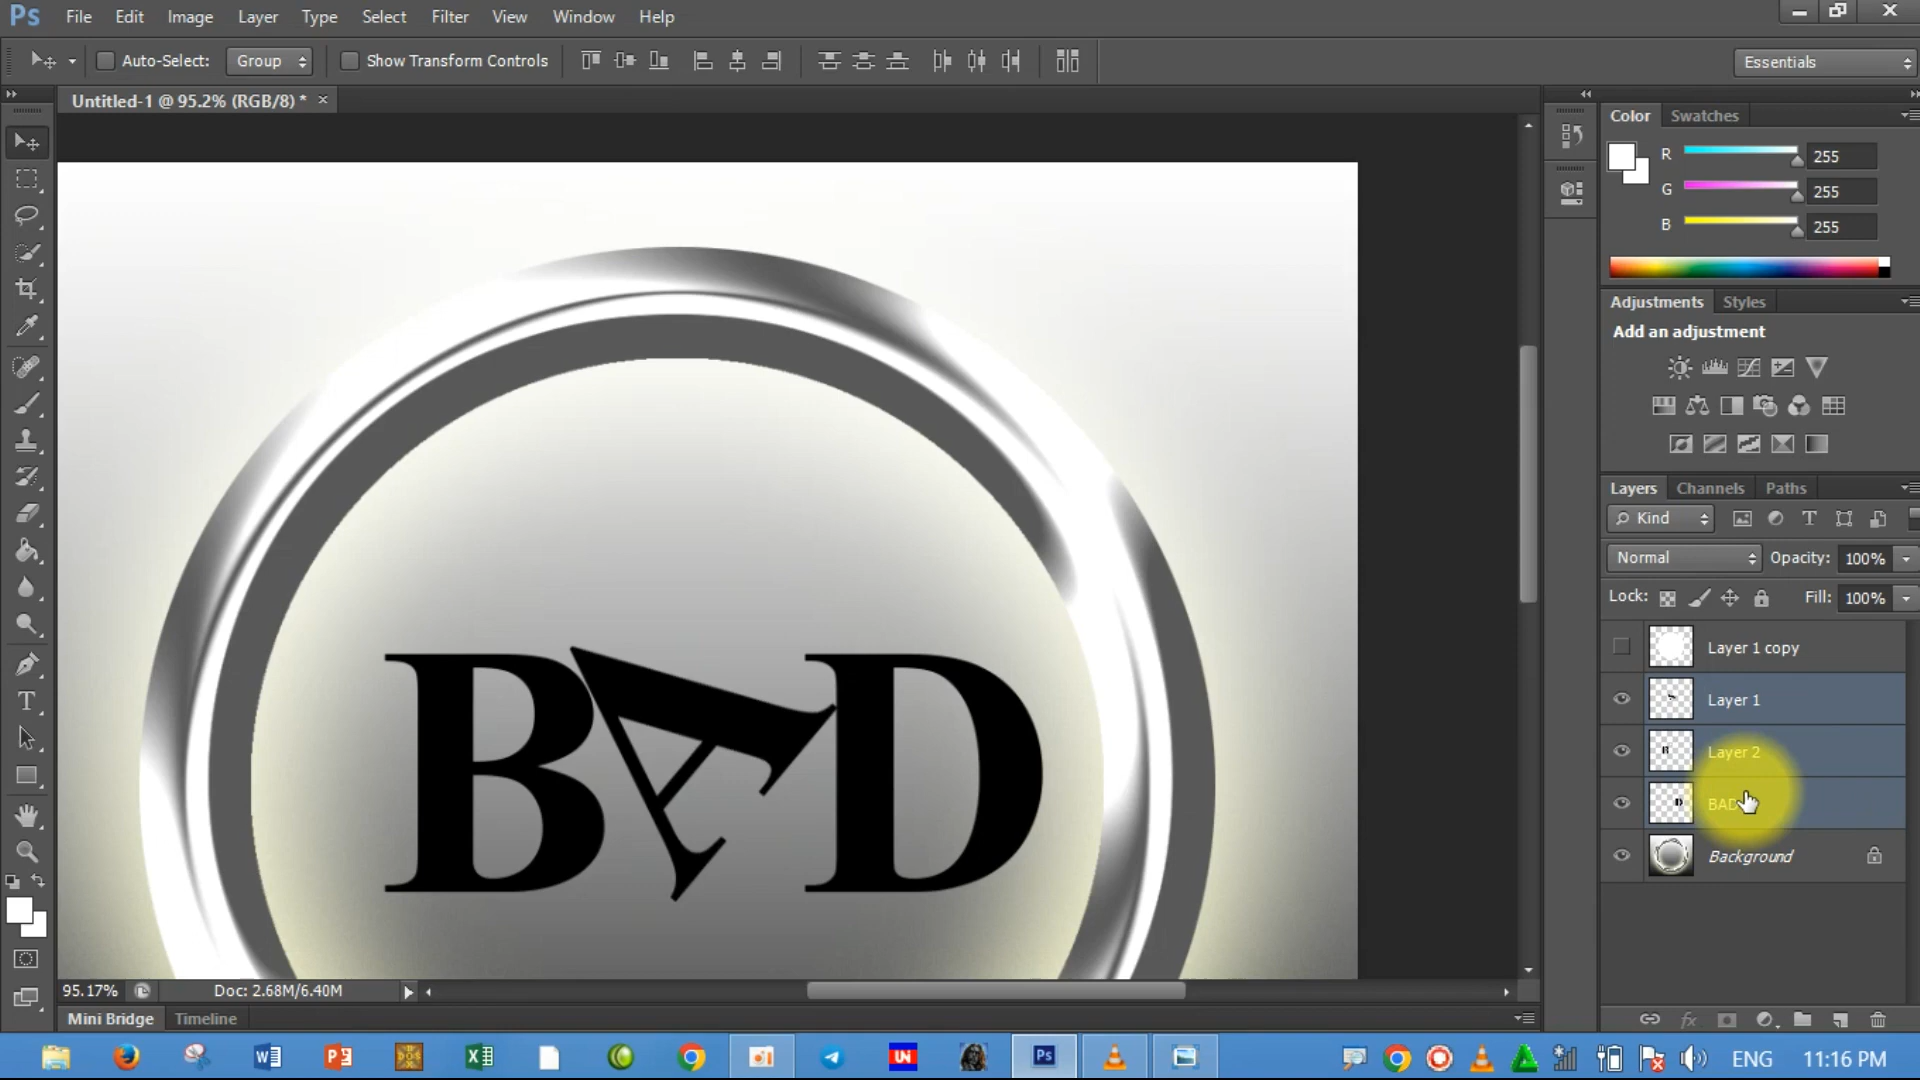 Ps File Edit Image Layer Type Select Filter View Window Help
Auto-Select: Group Show Transform Controls Essentials
Untitled-1 @ 95.2% (RGB/8) * ×
Color Swatches
R 255
G 255
B 255
Adjustments Styles
Add an adjustment
Layers Channels Paths
Kind
Normal Opacity: 100%
Lock: Fill: 100%
Layer 1 copy
Layer 1
Layer 2
BAD
Background
BAD
95.17% Doc: 2.68M/6.40M
Mini Bridge Timeline
ENG 11:16 PM